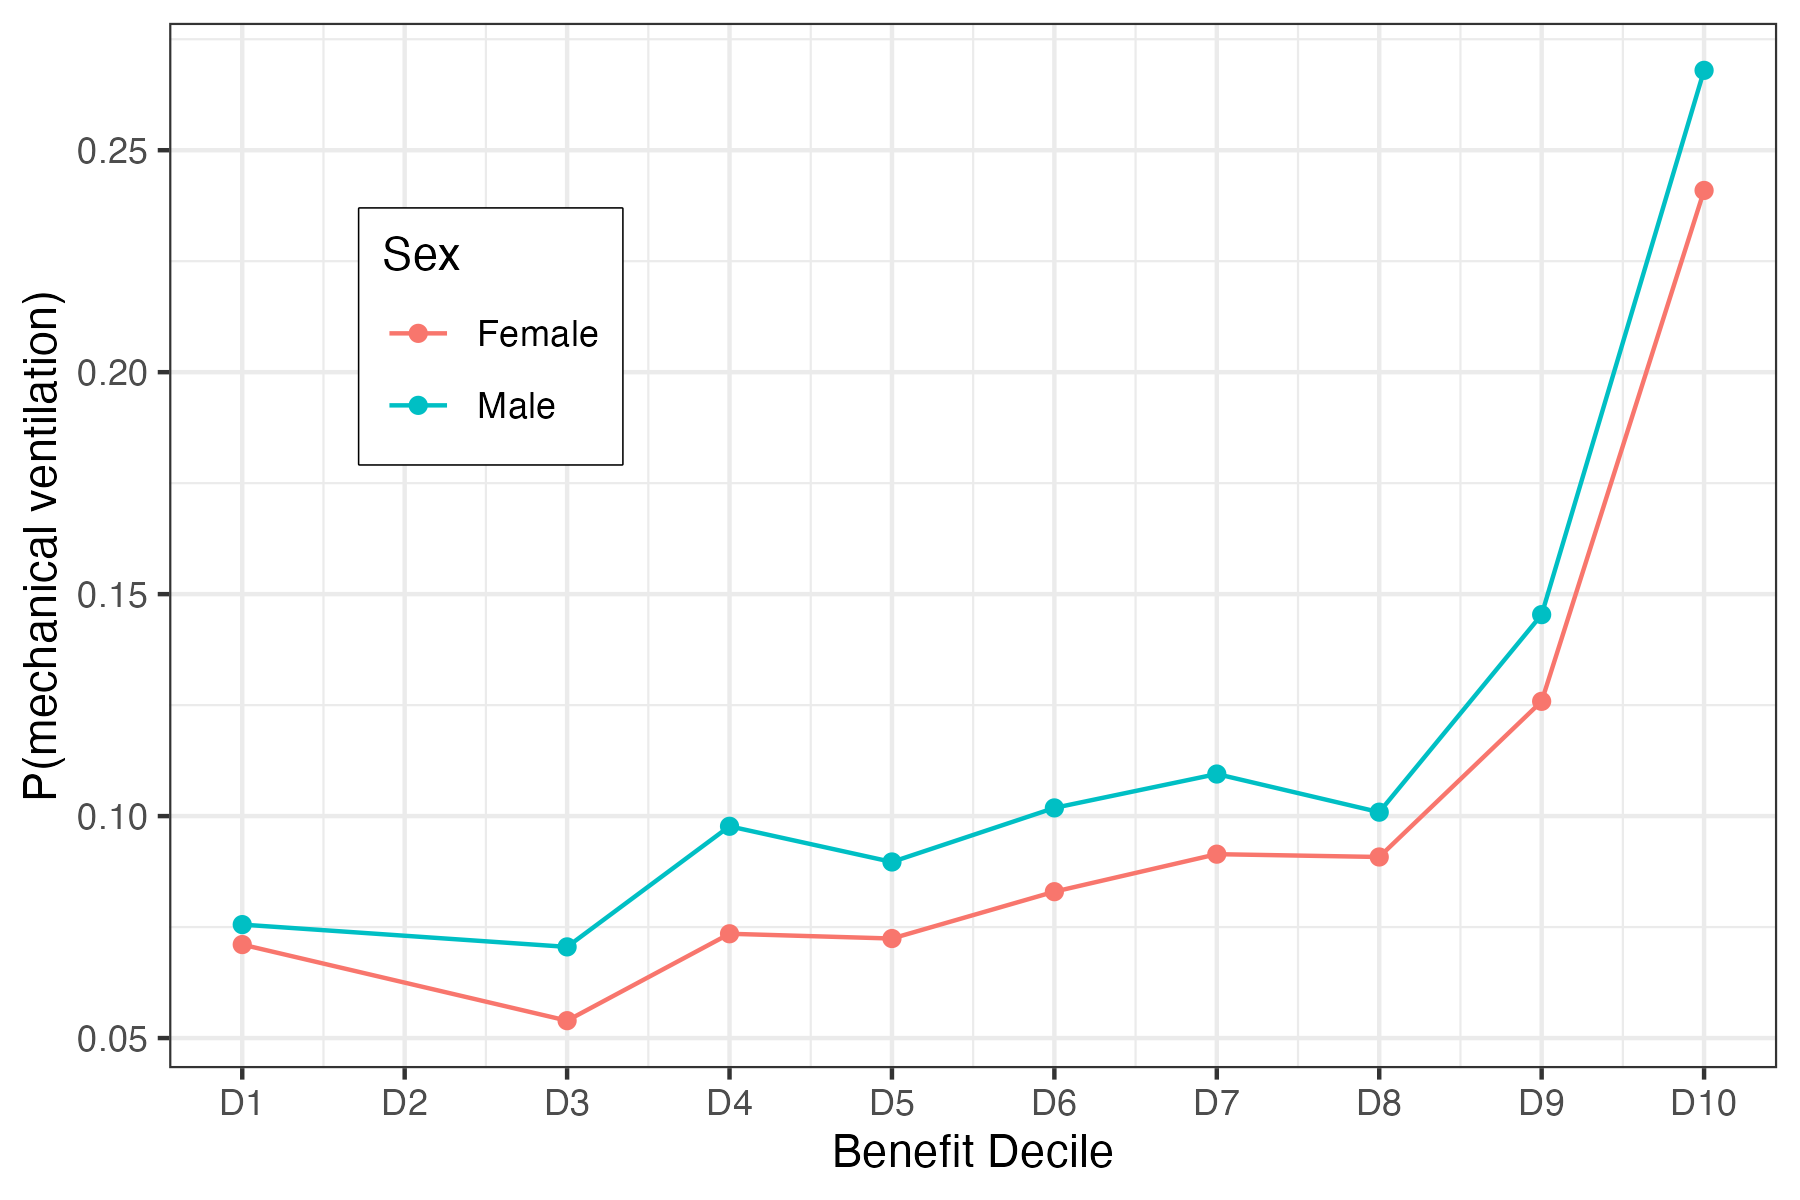 P(mechanical ventilation)
0.25
0.20
0.15
0.10
0.05
Sex
Female
Male
D1 D2 D3 D4 D5 D6 D7 D8 D9 D10
Benefit Decile